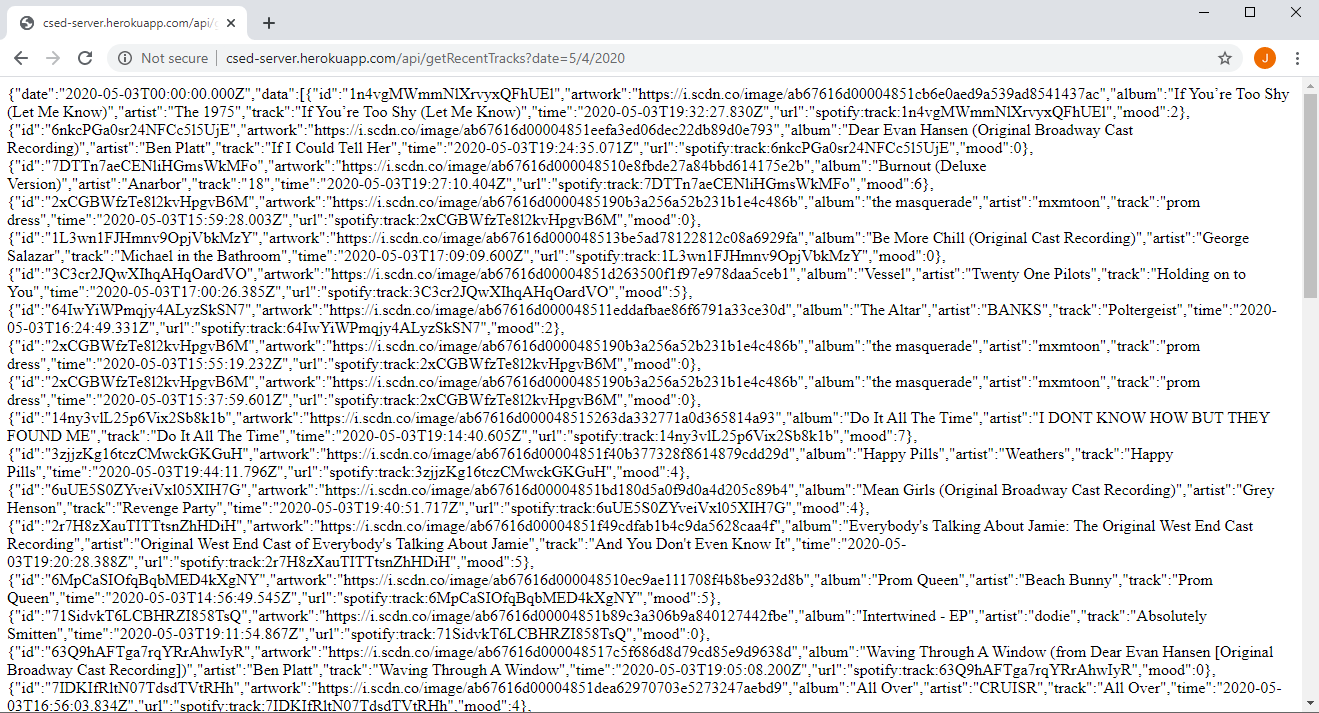 csed-server.herokuapp.com/api/g
Not secure
csed-server.herokuapp.com/api/getRecentTracks?date=5/4/2020
J
{"date":"2020-05-03T00:00:00.000Z","data":[{"id":"1n4vgMWmmNlXrvyxQFhUEl","artwork":"https://i.scdn.co/image/ab67616d00004851cb6e0aed9a539ad8541437ac","album":"If You’re Too Shy
(Let Me Know)","artist":"The 1975","track":"If You’re Too Shy (Let Me Know)","time":"2020-05-03T19:32:27.830Z","url":"spotify:track:1n4vgMWmmNlXrvyxQFhUEl","mood":2},
{"id":"6nkcPGa0sr24NFCc5l5UjE","artwork":"https://i.scdn.co/image/ab67616d00004851eefa3ed06dec22db89d0e793","album":"Dear Evan Hansen (Original Broadway Cast
Recording)","artist":"Ben Platt","track":"If I Could Tell Her","time":"2020-05-03T19:24:35.071Z","url":"spotify:track:6nkcPGa0sr24NFCc5l5UjE","mood":0},
{"id":"7DTTn7aeCENliHGmsWkMFo","artwork":"https://i.scdn.co/image/ab67616d000048510e8fbde27a84bbd614175e2b","album":"Burnout (Deluxe
Version)","artist":"Anarbor","track":"18","time":"2020-05-03T19:27:10.404Z","url":"spotify:track:7DTTn7aeCENliHGmsWkMFo","mood":6},
{"id":"2xCGBWfzTe8l2kvHpgvB6M","artwork":"https://i.scdn.co/image/ab67616d0000485190b3a256a52b231b1e4c486b","album":"the masquerade","artist":"mxmtoon","track":"prom
dress","time":"2020-05-03T15:59:28.003Z","url":"spotify:track:2xCGBWfzTe8l2kvHpgvB6M","mood":0},
{"id":"1L3wn1FJHmnv9OpjVbkMzY","artwork":"https://i.scdn.co/image/ab67616d000048513be5ad78122812c08a6929fa","album":"Be More Chill (Original Cast Recording)","artist":"George
Salazar","track":"Michael in the Bathroom","time":"2020-05-03T17:09:09.600Z","url":"spotify:track:1L3wn1FJHmnv9OpjVbkMzY","mood":0},
{"id":"3C3cr2JQwXIhqAHqOardVO","artwork":"https://i.scdn.co/image/ab67616d00004851d263500f1f97e978daa5ceb1","album":"Vessel","artist":"Twenty One Pilots","track":"Holding on to
You","time":"2020-05-03T17:00:26.385Z","url":"spotify:track:3C3cr2JQwXIhqAHqOardVO","mood":5},
{"id":"64IwYiWPmqjy4ALyzSkSN7","artwork":"https://i.scdn.co/image/ab67616d000048511eddafbae86f6791a33ce30d","album":"The Altar","artist":"BANKS","track":"Poltergeist","time":"2020-
05-03T16:24:49.331Z","url":"spotify:track:64IwYiWPmqjy4ALyzSkSN7","mood":2},
{"id":"2xCGBWfzTe8l2kvHpgvB6M","artwork":"https://i.scdn.co/image/ab67616d0000485190b3a256a52b231b1e4c486b","album":"the masquerade","artist":"mxmtoon","track":"prom
dress","time":"2020-05-03T15:55:19.232Z","url":"spotify:track:2xCGBWfzTe8l2kvHpgvB6M","mood":0},
{"id":"2xCGBWfzTe8l2kvHpgvB6M","artwork":"https://i.scdn.co/image/ab67616d0000485190b3a256a52b231b1e4c486b","album":"the masquerade","artist":"mxmtoon","track":"prom
dress","time":"2020-05-03T15:37:59.601Z","url":"spotify:track:2xCGBWfzTe8l2kvHpgvB6M","mood":0},
{"id":"14ny3vlL25p6Vix2Sb8k1b","artwork":"https://i.scdn.co/image/ab67616d000048515263da332771a0d365814a93","album":"Do It All The Time","artist":"I DONT KNOW HOW BUT THEY
FOUND ME","track":"Do It All The Time","time":"2020-05-03T19:14:40.605Z","url":"spotify:track:14ny3vlL25p6Vix2Sb8k1b","mood":7},
{"id":"3zjjzKg16tczCMwckGKGuH","artwork":"https://i.scdn.co/image/ab67616d00004851f40b377328f8614879cdd29d","album":"Happy Pills","artist":"Weathers","track":"Happy
Pills","time":"2020-05-03T19:44:11.796Z","url":"spotify:track:3zjjzKg16tczCMwckGKGuH","mood":4},
{"id":"6uUE5S0ZYveiVxl05XIH7G","artwork":"https://i.scdn.co/image/ab67616d00004851bd180d5a0f9d0a4d205c89b4","album":"Mean Girls (Original Broadway Cast Recording)","artist":"Grey
Henson","track":"Revenge Party","time":"2020-05-03T19:40:51.717Z","url":"spotify:track:6uUE5S0ZYveiVxl05XIH7G","mood":4},
{"id":"2r7H8zXauTITTtsnZhHDiH","artwork":"https://i.scdn.co/image/ab67616d00004851f49cdfab1b4c9da5628caa4f","album":"Everybody's Talking About Jamie: The Original West End Cast
Recording","artist":"Original West End Cast of Everybody's Talking About Jamie","track":"And You Don't Even Know It","time":"2020-05-
03T19:20:28.388Z","url":"spotify:track:2r7H8zXauTITTtsnZhHDiH","mood":5},
{"id":"6MpCaSIOfqBqbMED4kXgNY","artwork":"https://i.scdn.co/image/ab67616d000048510ec9ae111708f4b8be932d8b","album":"Prom Queen","artist":"Beach Bunny","track":"Prom
Queen","time":"2020-05-03T14:56:49.545Z","url":"spotify:track:6MpCaSIOfqBqbMED4kXgNY","mood":5},
{"id":"71SidvkT6LCBHRZI858TsQ","artwork":"https://i.scdn.co/image/ab67616d00004851b89c3a306b9a840127442fbe","album":"Intertwined - EP","artist":"dodie","track":"Absolutely
Smitten","time":"2020-05-03T19:11:54.867Z","url":"spotify:track:71SidvkT6LCBHRZI858TsQ","mood":0},
{"id":"63Q9hAFTga7rqYRrAhwIyR","artwork":"https://i.scdn.co/image/ab67616d000048517c5f686d8d79cd85e9d9638d","album":"Waving Through A Window (from Dear Evan Hansen [Original
Broadway Cast Recording])","artist":"Ben Platt","track":"Waving Through A Window","time":"2020-05-03T19:05:08.200Z","url":"spotify:track:63Q9hAFTga7rqYRrAhwIyR","mood":0},
{"id":"7IDKIfRltN07TdsdTVtRHh","artwork":"https://i.scdn.co/image/ab67616d00004851dea62970703e5273247aebd9","album":"All Over","artist":"CRUISR","track":"All Over","time":"2020-05-
03T16:56:03.834Z","url":"spotify:track:7IDKIfRltN07TdsdTVtRHh","mood":4},